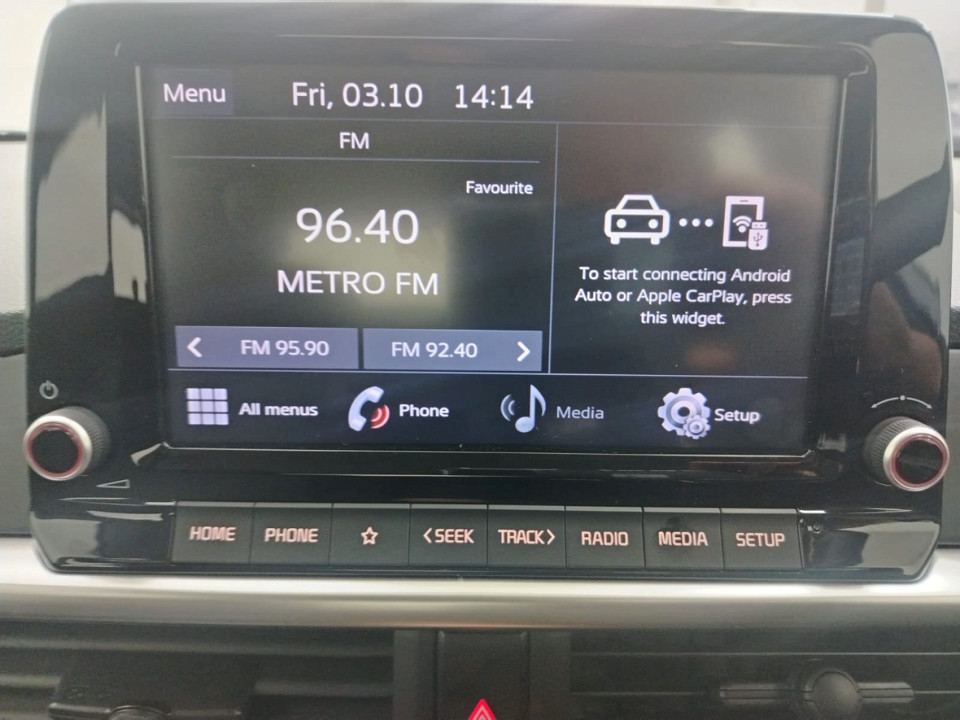 Menu Fri, 03.10 14:14
FM
Favourite
96.40
METRO FM
FM 95.90 FM 92.40
To start connecting Android
Auto or Apple CarPlay, press
this widget.
All menus Phone Media Setup
HOME PHONE <SEEK TRACK> RADIO MEDIA SETUP